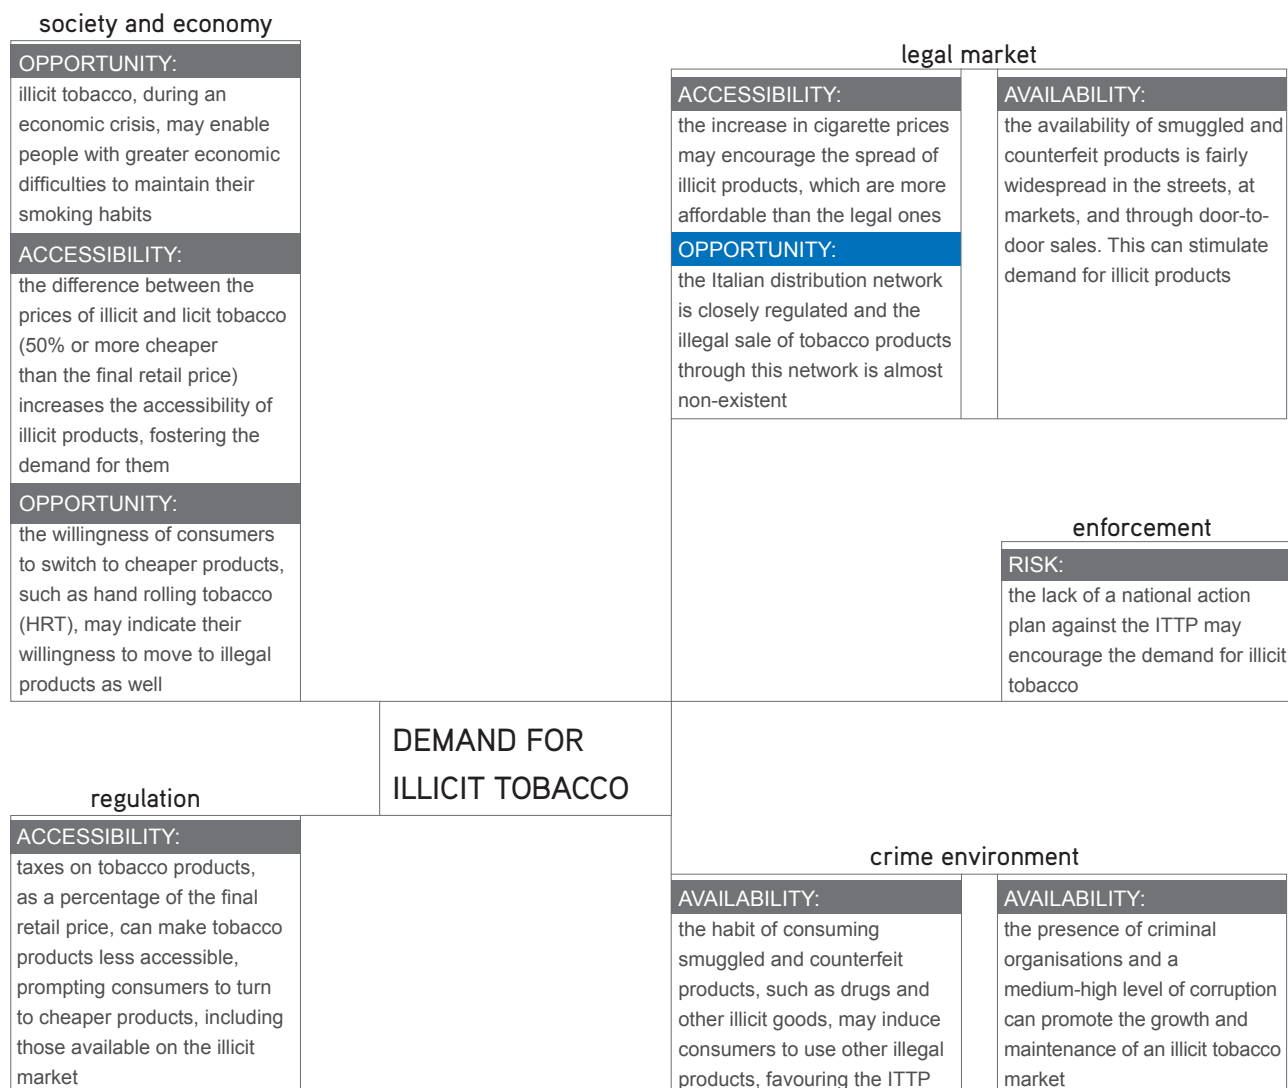 society and economy
OPPORTUNITY:
illicit tobacco, during an
economic crisis, may enable
people with greater economic
difficulties to maintain their
smoking habits
ACCESSIBILITY:
the difference between the
prices of illicit and licit tobacco
(50% or more cheaper
than the final retail price)
increases the accessibility of
illicit products, fostering the
demand for them
OPPORTUNITY:
the willingness of consumers
to switch to cheaper products,
such as hand rolling tobacco
(HRT), may indicate their
willingness to move to illegal
products as well
legal market
ACCESSIBILITY:
the increase in cigarette prices
may encourage the spread of
illicit products, which are more
affordable than the legal ones
OPPORTUNITY:
the Italian distribution network
is closely regulated and the
illegal sale of tobacco products
through this network is almost
non-existent
AVAILABILITY:
the availability of smuggled and
counterfeit products is fairly
widespread in the streets, at
markets, and through door-to-
door sales. This can stimulate
demand for illicit products
enforcement
RISK:
the lack of a national action
plan against the ITTP may
encourage the demand for illicit
tobacco
DEMAND FOR
ILLICIT TOBACCO
regulation
ACCESSIBILITY:
taxes on tobacco products,
as a percentage of the final
retail price, can make tobacco
products less accessible,
prompting consumers to turn
to cheaper products, including
those available on the illicit
market
crime environment
AVAILABILITY:
the habit of consuming
smuggled and counterfeit
products, such as drugs and
other illicit goods, may induce
consumers to use other illegal
products, favouring the ITTP
AVAILABILITY:
the presence of criminal
organisations and a
medium-high level of corruption
can promote the growth and
maintenance of an illicit tobacco
market